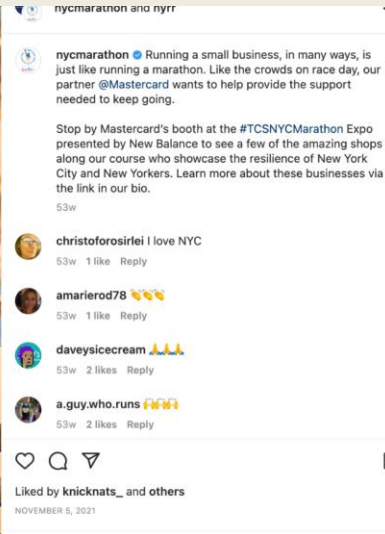 nycmarathon and nyrr
nycmarathon Running a small business, in many ways, is
just like running a marathon. Like the crowds on race day, our
partner @Mastercard wants to help provide the support
needed to keep going.
Stop by Mastercard's booth at the #TCSNYCMarathon Expo
presented by New Balance to see a few of the amazing shops
along our course who showcase the resilience of New York
City and New Yorkers. Learn more about these businesses via
the link in our bio.
53w
christoforosirlei I love NYC
53w 1 like Reply
amarierod78 👏👏👏
53w 1 like Reply
daveysicecream 🙏🙏🙏
53w 2 likes Reply
a.guy.who.runs 🙌🙌🙌
53w 2 likes Reply
Liked by knicknats_ and others
NOVEMBER 5, 2021